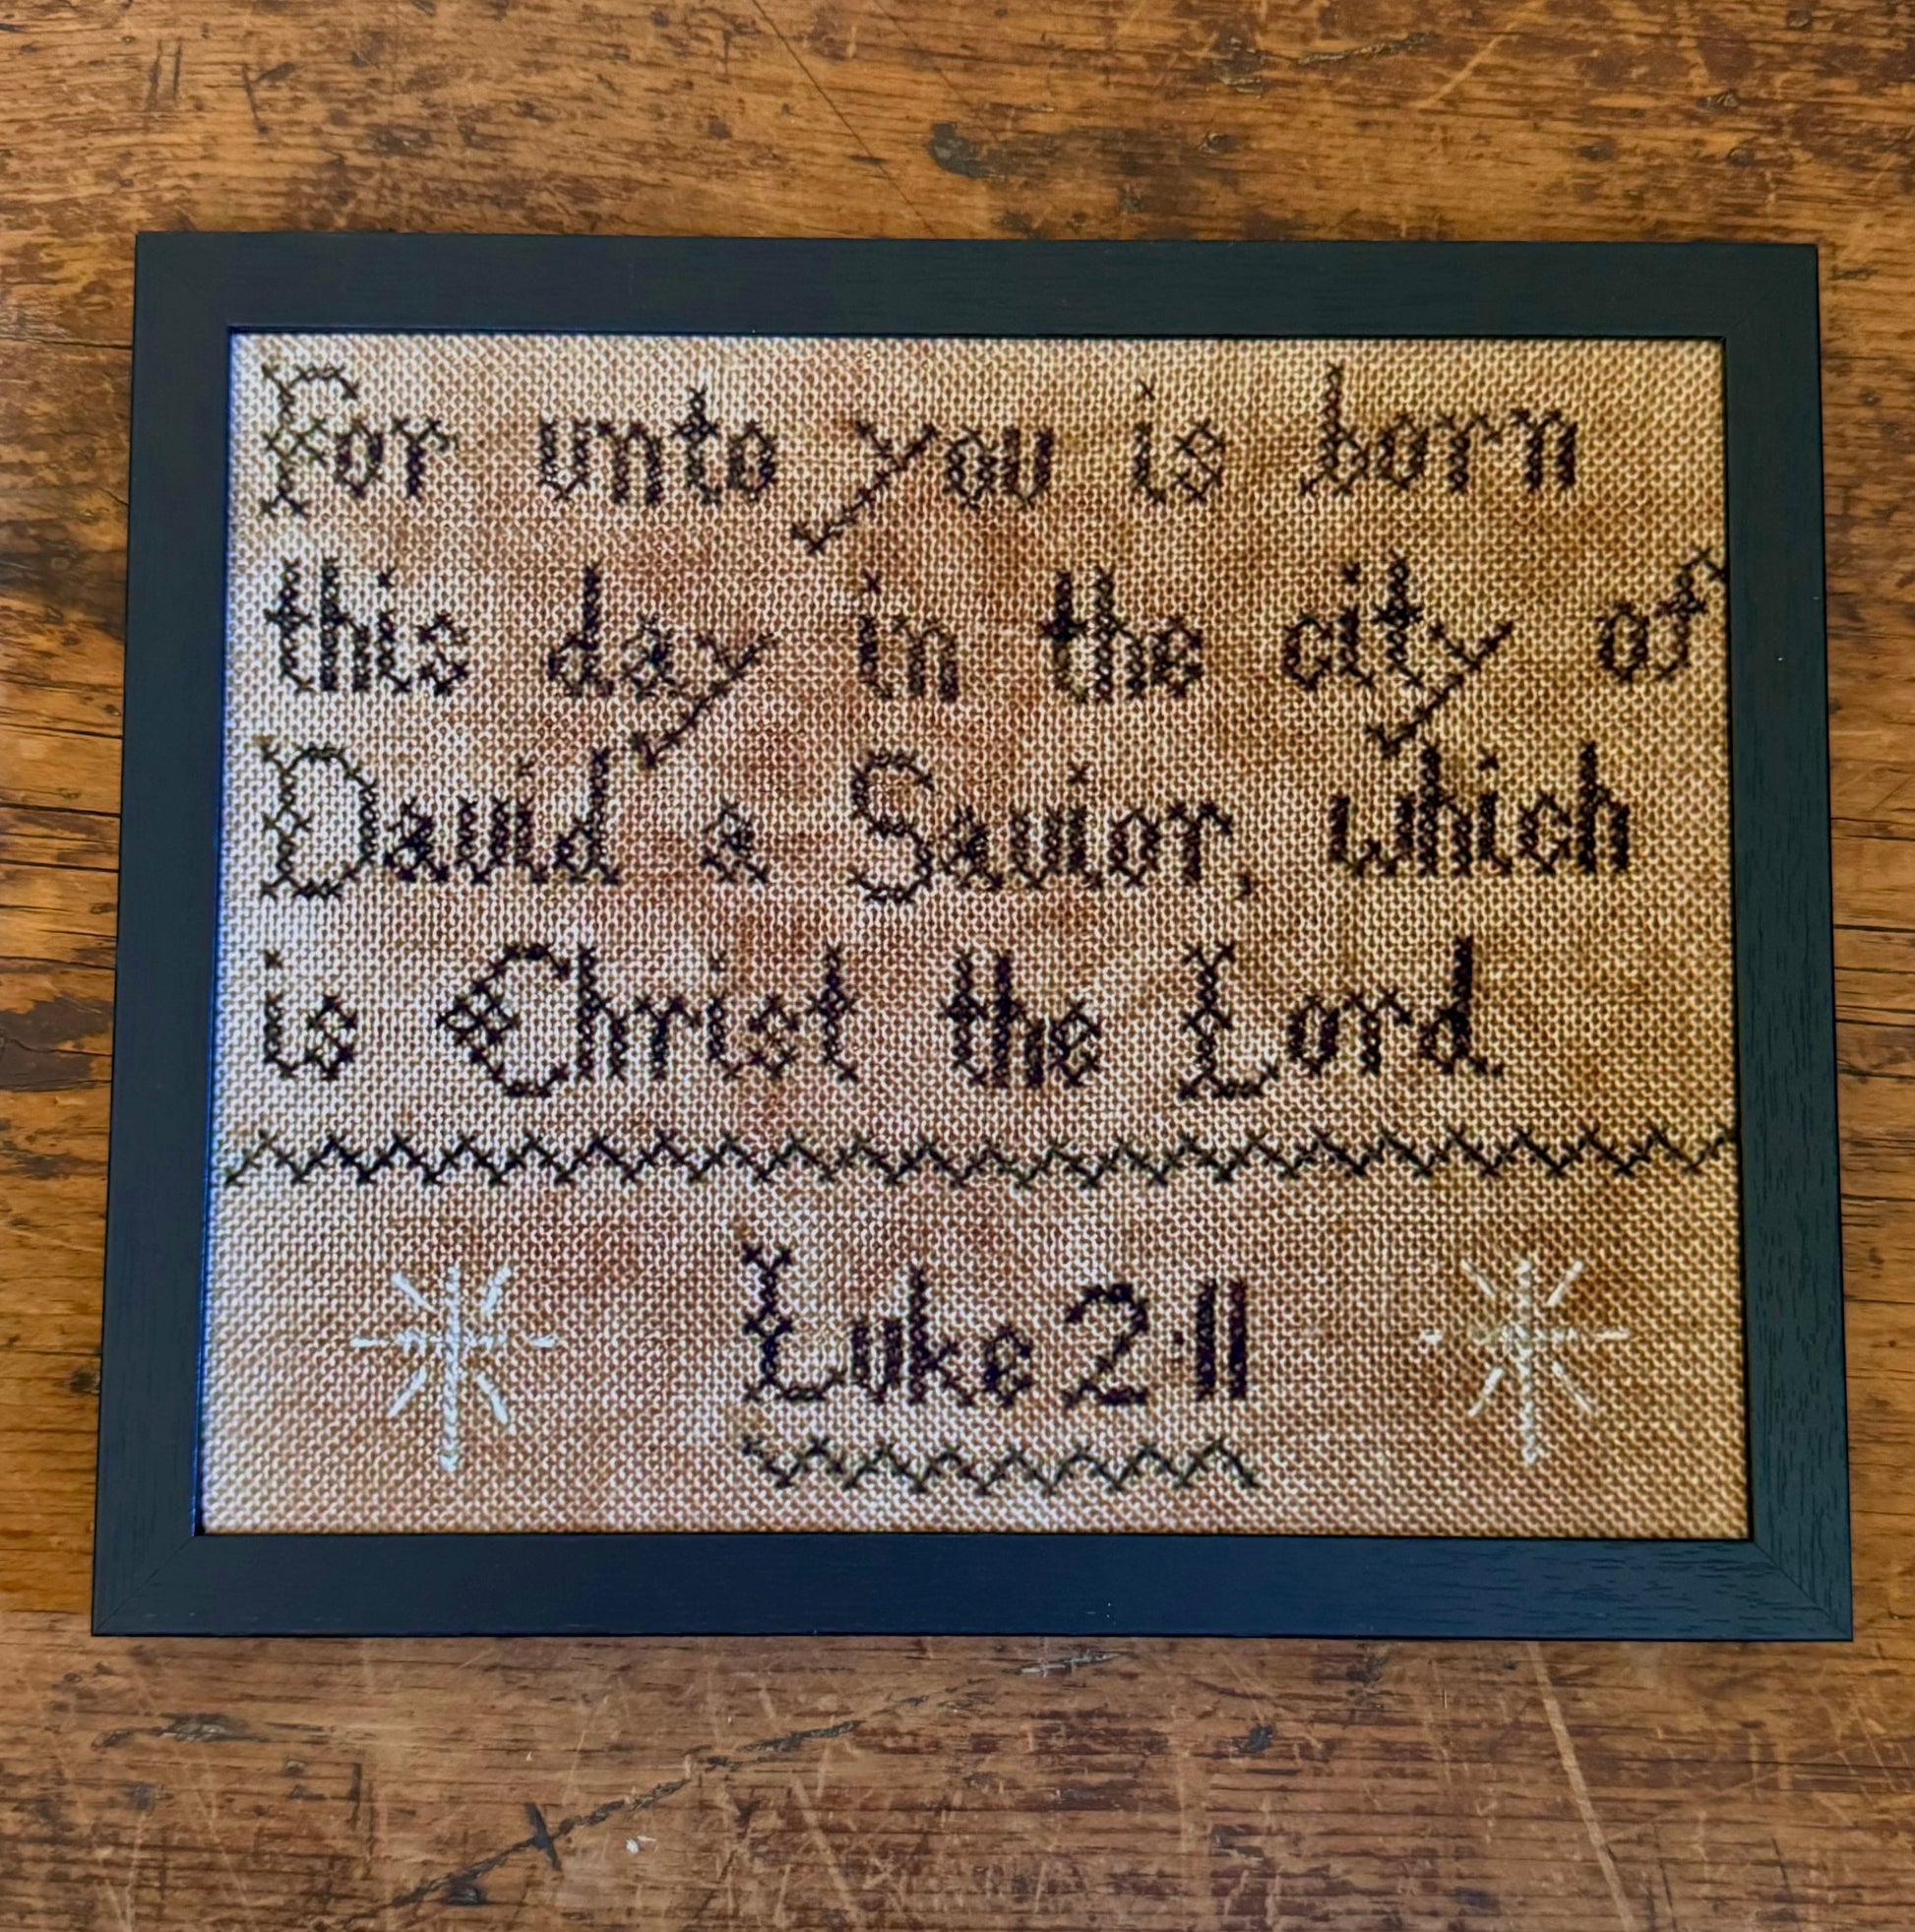 For unto you is born
this day in the city of
David a Savior, which
is Christ the Lord.
Luke 2:11